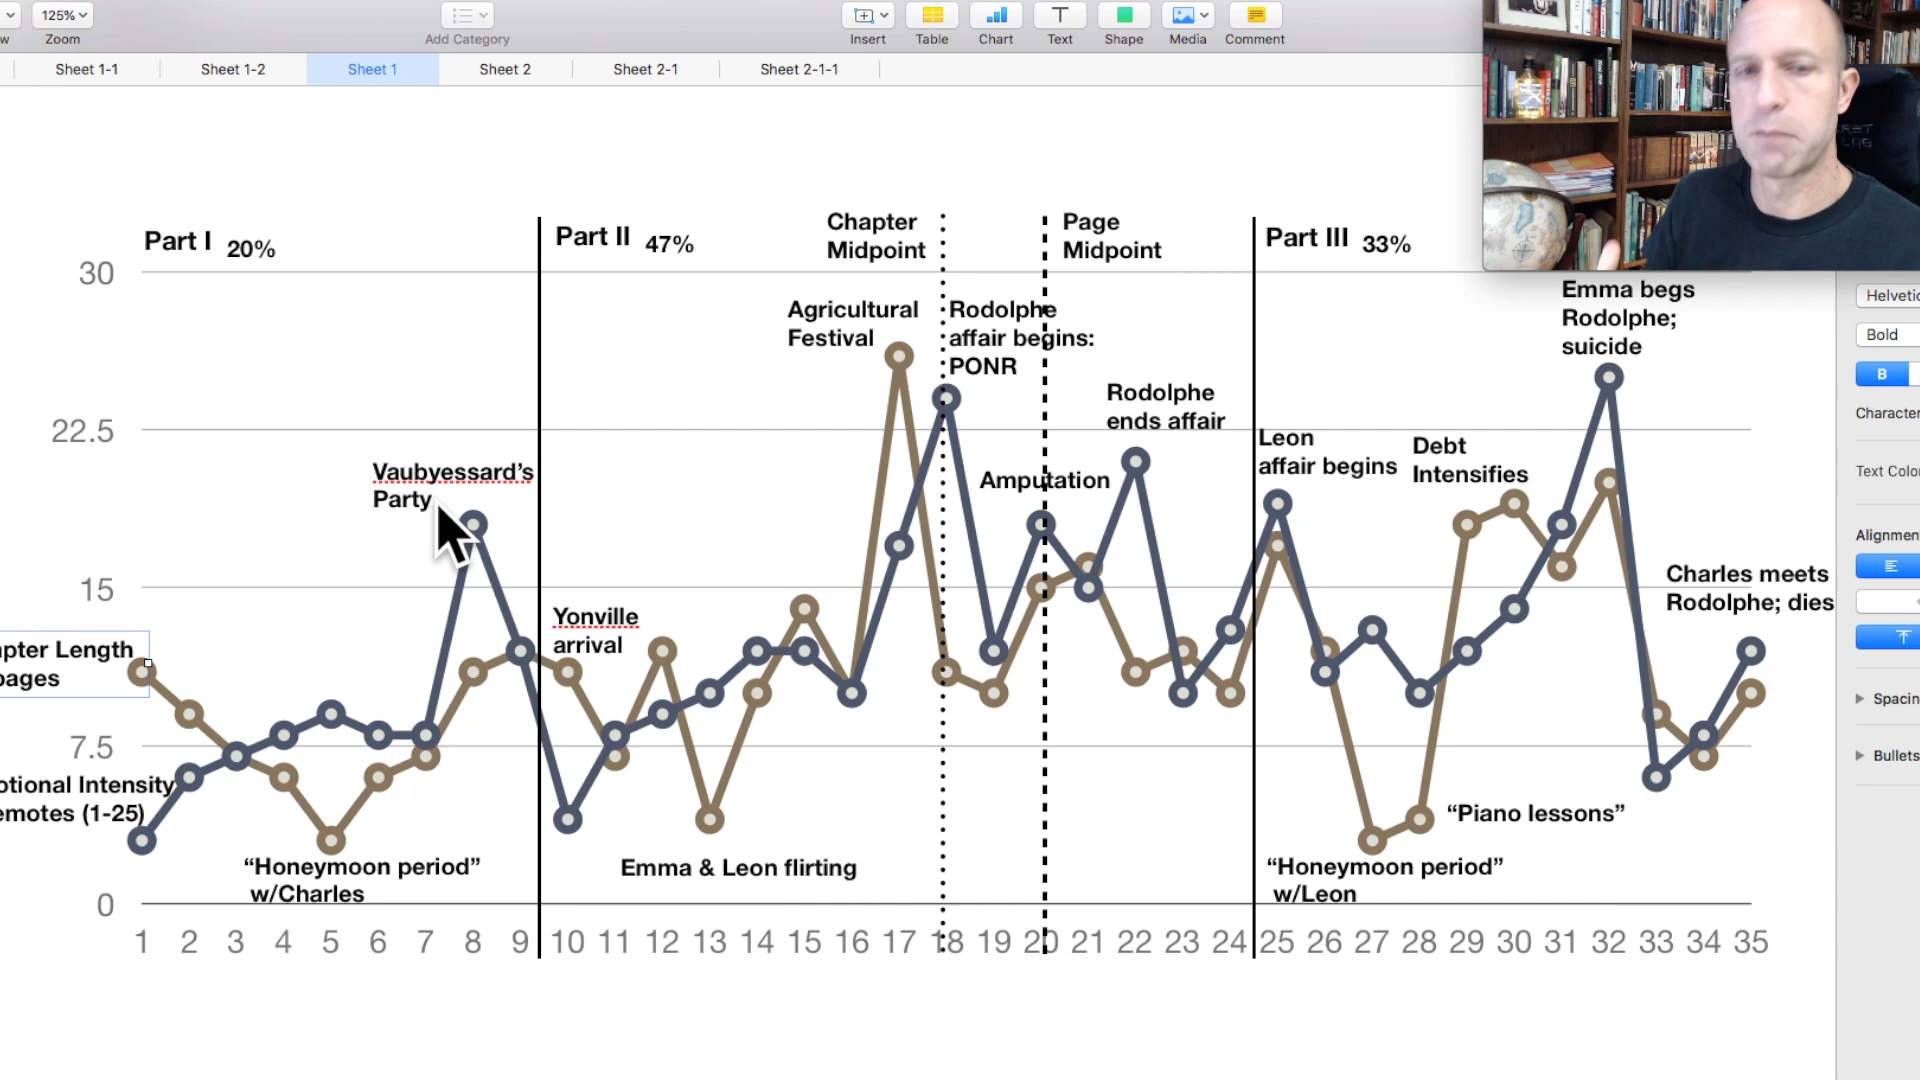 125%
w Zoom
Add Category
Insert
Table
Chart
Text
Shape
Media
Comment
Sheet 1-1
Sheet 1-2
Sheet 1
Sheet 2
Sheet 2-1
Sheet 2-1-1
Part I 20%
Part II 47%
Chapter
Midpoint
Page
Midpoint
Part III 33%
30
22.5
15
7.5
0
Agricultural
Festival
Rodolphe
affair begins:
PONR
Emma begs
Rodolphe;
suicide
Rodolphe
ends affair
Vaubyessard’s
Party
Amputation
Leon
affair begins
Debt
Intensifies
Yonville
arrival
Charles meets
Rodolphe; dies
pter Length
pages
otional Intensity
emotes (1-25)
“Honeymoon period”
w/Charles
Emma & Leon flirting
“Honeymoon period”
w/Leon
“Piano lessons”
1 2 3 4 5 6 7 8 9 10 11 12 13 14 15 16 17 18 19 20 21 22 23 24 25 26 27 28 29 30 31 32 33 34 35
Helvetic
Bold
B
Character
Text Color
Alignment
Spacin
Bullets